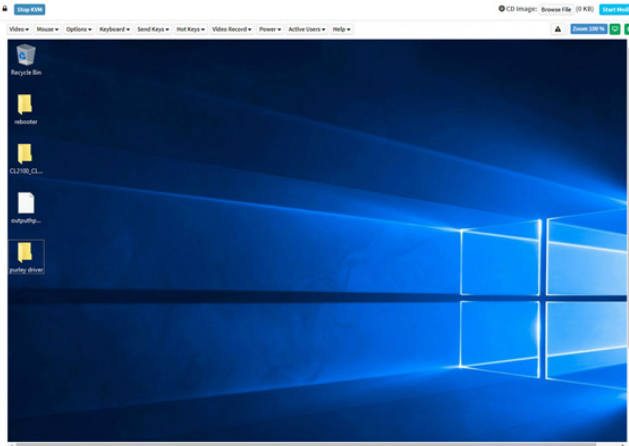 Stop KVM
CD Image: Browse File (0 KB) Start Medi
Video Mouse Options Keyboard Send Keys Hot Keys Video Record Power Active Users Help
Zoom 100 %
Recycle Bin
rebooter
CL2100_CL...
outputhp...
purley driver